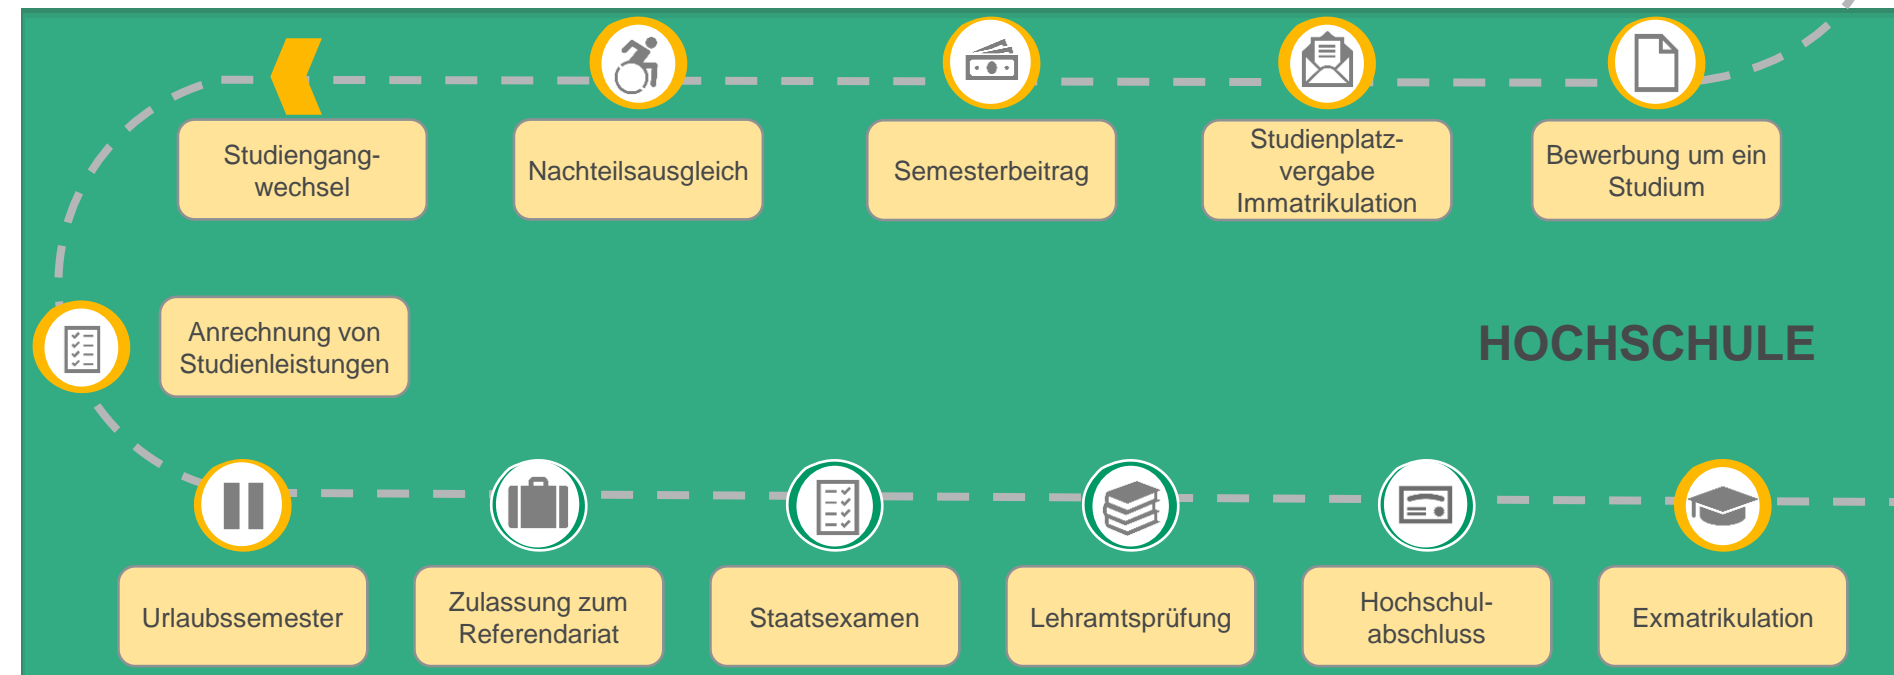 Studiengang-
wechsel
Nachteilsausgleich
Semesterbeitrag
Studienplatz-
vergabe
Immatrikulation
Bewerbung um ein
Studium
Anrechnung von
Studienleistungen
HOCHSCHULE
Urlaubssemester
Zulassung zum
Referendariat
Staatsexamen
Lehramtsprüfung
Hochschul-
abschluss
Exmatrikulation